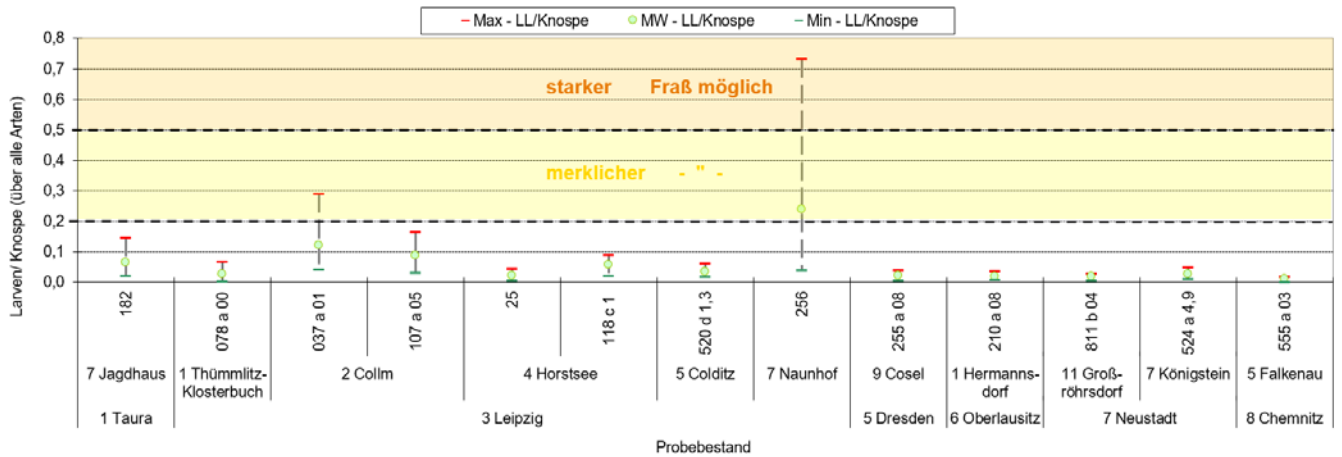 Max - LL/Knospe MW - LL/Knospe Min - LL/Knospe
Larven/ Knospe (über alle Arten)
0,8
0,7
0,6
0,5
0,4
0,3
0,2
0,1
0,0
starker Fraß möglich
merklicher - " -
182 078 a 00 037 a 01 107 a 05 25 118 c 1 520 d 1,3 256 255 a 08 210 a 08 811 b 04 524 a 4,9 555 a 03
7 Jagdhaus 1 Thümmlitz- 2 Collm 4 Horstsee 5 Colditz 7 Naunhof 9 Cosel 1 Hermanns- 11 Groß- 7 Königstein 5 Falkenau
Klosterbuch dorf röhrsdorf
1 Taura 3 Leipzig 5 Dresden 6 Oberlausitz 7 Neustadt 8 Chemnitz
Probebestand